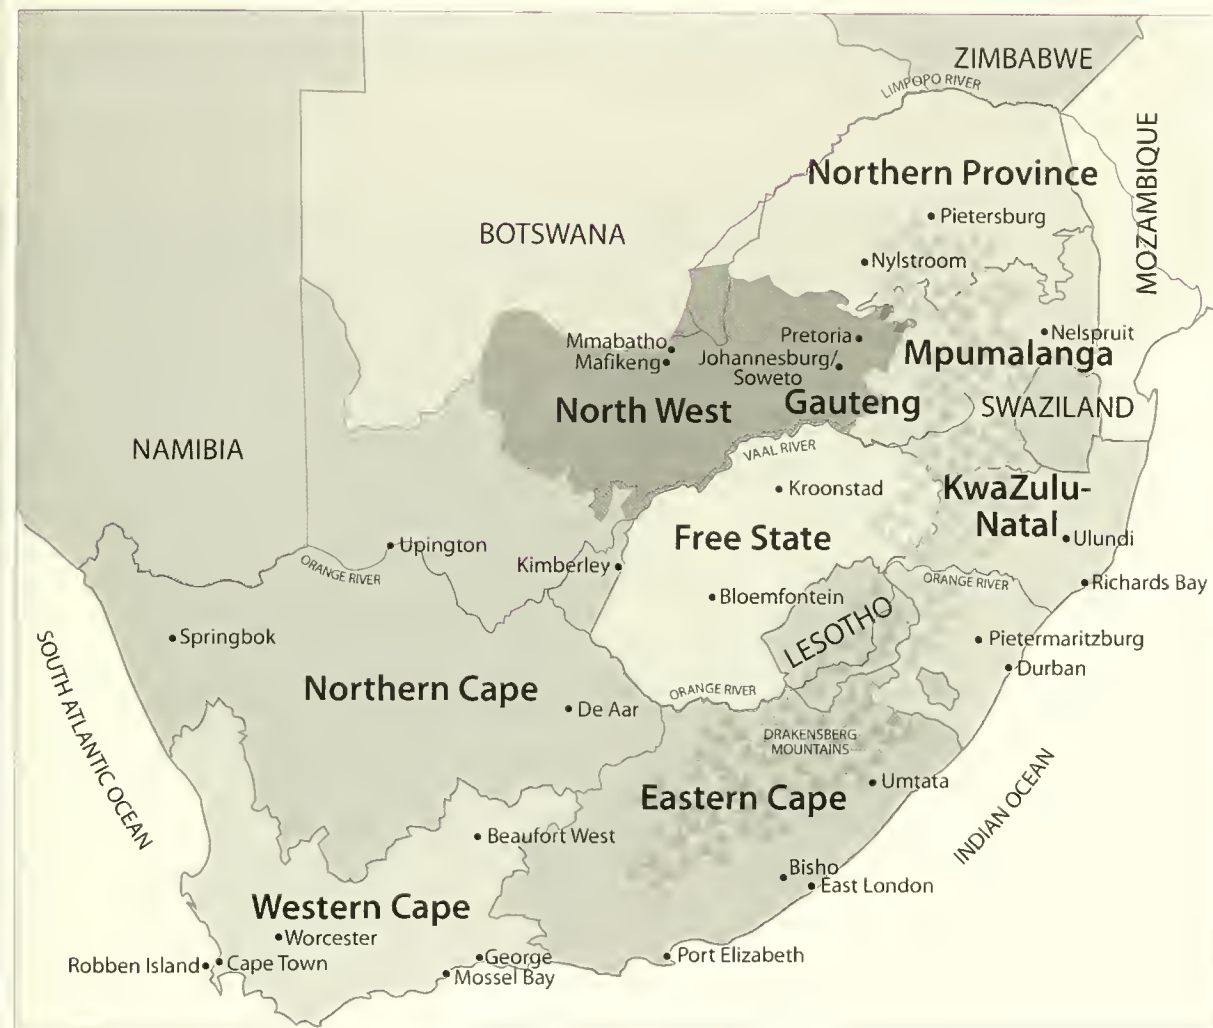 ZIMBABWE
LIMPOPO RIVER
MOZAMBIQUE
Northern Province
Pietersburg
BOTSWANA
Nylstroom
Mmabatho
Mafikeng
Pretoria
Johannesburg/
Soweto
Nelspruit
Mpumalanga
North West
Gauteng
SWAZILAND
NAMIBIA
VAAL RIVER
Kroonstad
KwaZulu-
Natal
Ulundi
Free State
Upington
ORANGE RIVER
Kimberley
ORANGE RIVER
Richards Bay
Bloemfontein
LESOTHO
Springbok
Pietermaritzburg
Durban
SOUTH ATLANTIC OCEAN
Northern Cape
ORANGE RIVER
De Aar
DRAKENSBERG
MOUNTAINS
Eastern Cape
Umtata
INDIAN OCEAN
Beaufort West
Bisho
East London
Western Cape
Worcester
Robben Island
Cape Town
George
Mossel Bay
Port Elizabeth